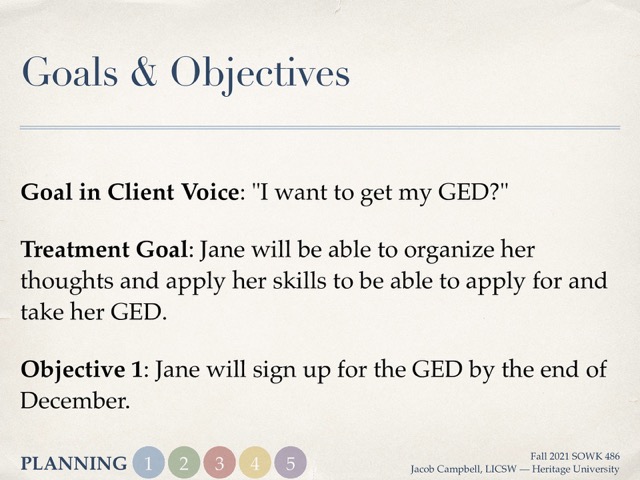 Goals & Objectives
Goal in Client Voice: "I want to get my GED?"
Treatment Goal: Jane will be able to organize her
thoughts and apply her skills to be able to apply for and
take her GED.
Objective 1: Jane will sign up for the GED by the end of
December.
PLANNING 1 2 3 4 5
Fall 2021 SOWK 486
Jacob Campbell, LICSW — Heritage University